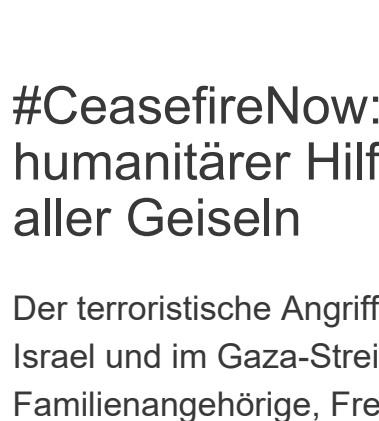 #CeasefireNow:
humanitärer Hilf
aller Geiseln
Der terroristische Angriff
Israel und im Gaza-Strei
Familienangehörige, Fre